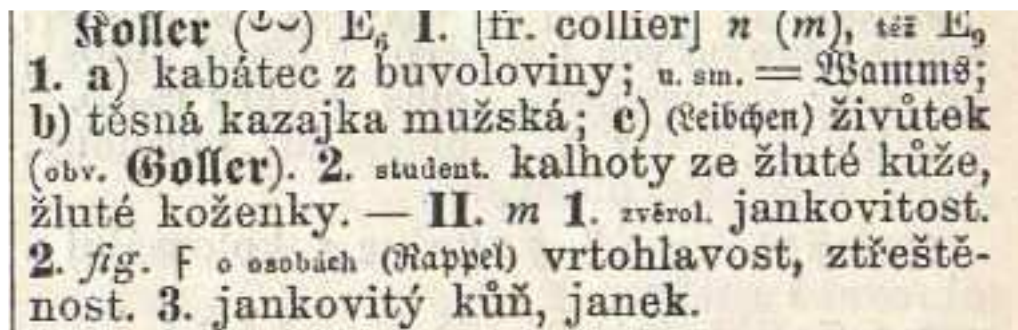 Koller (–́⏑) E₆ I. [fr. collier] n (m), též E₉
1. a) kabátec z buvoloviny; u. sm. = Wamms;
b) těsná kazajka mužská; c) (Leibchen) živůtek
(obv. Goller). 2. student. kalhoty ze žluté kůže,
žluté koženky. — II. m 1. zvěrol. jankovitost.
2. fig. F o osobách (Rappel) vrtohlavost, ztřeště-
nost. 3. jankovitý kůň, janek.